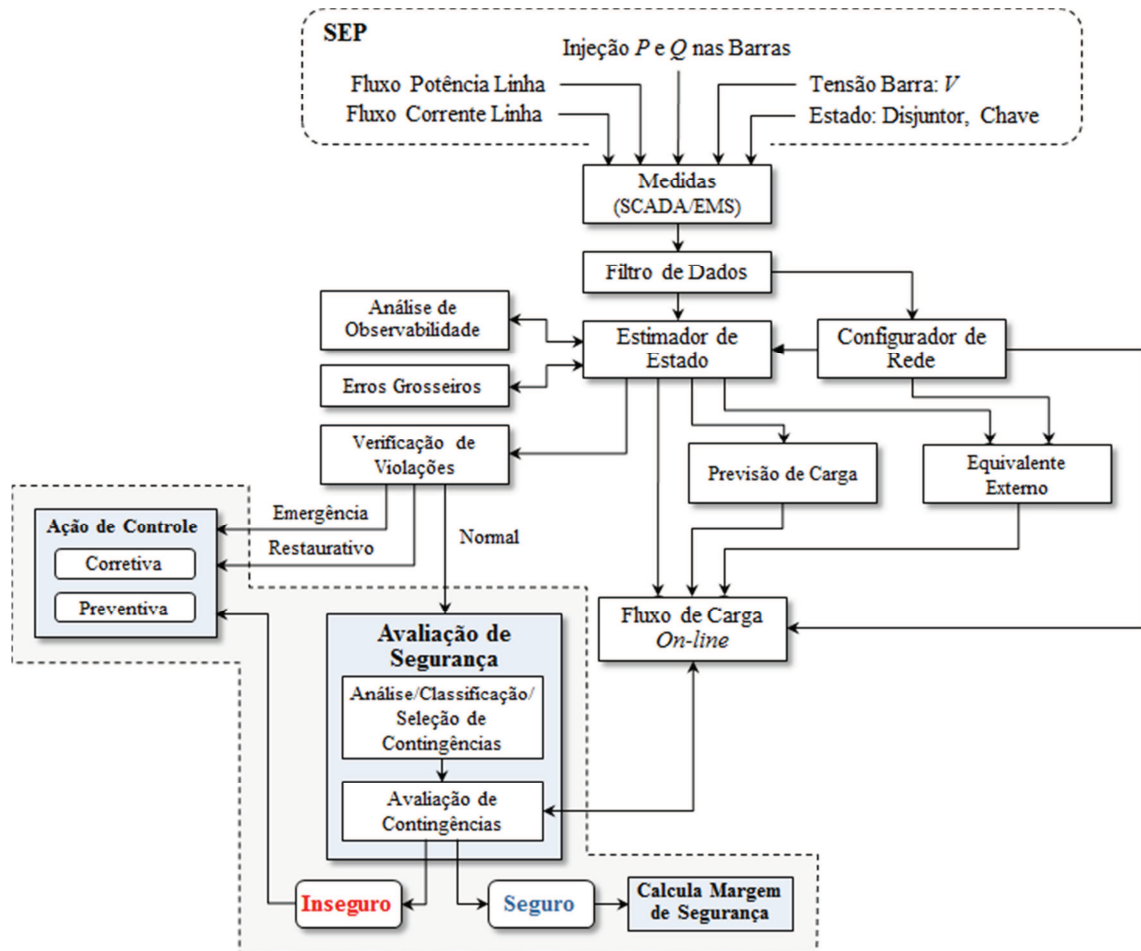 SEP
Injeção P e Q nas Barras
Fluxo Potência Linha
Tensão Barra: V
Fluxo Corrente Linha
Estado: Disjuntor, Chave
Medidas
(SCADA/EMS)
Filtro de Dados
Análise de
Observabilidade
Estimador de
Estado
Configurador de
Rede
Erros Grosseiros
Verificação de
Violações
Previsão de Carga
Equivalente
Externo
Ação de Controle
Corretiva
Preventiva
Emergência
Restaurativo
Normal
Fluxo de Carga
On-line
Avaliação de
Segurança
Análise/Classificação/
Seleção de
Contingências
Avaliação de
Contingências
Inseguro
Seguro
Calcula Margem
de Segurança